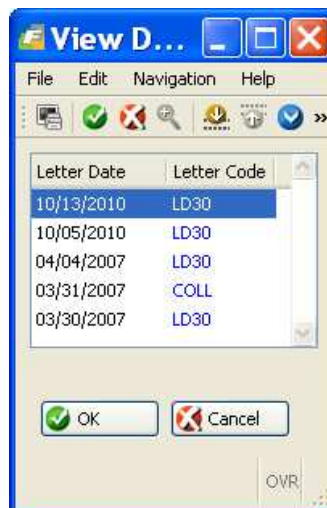 View D...
File Edit Navigation Help
»
Letter Date Letter Code
10/13/2010 LD30
10/05/2010 LD30
04/04/2007 LD30
03/31/2007 COLL
03/30/2007 LD30
OK Cancel
OVR